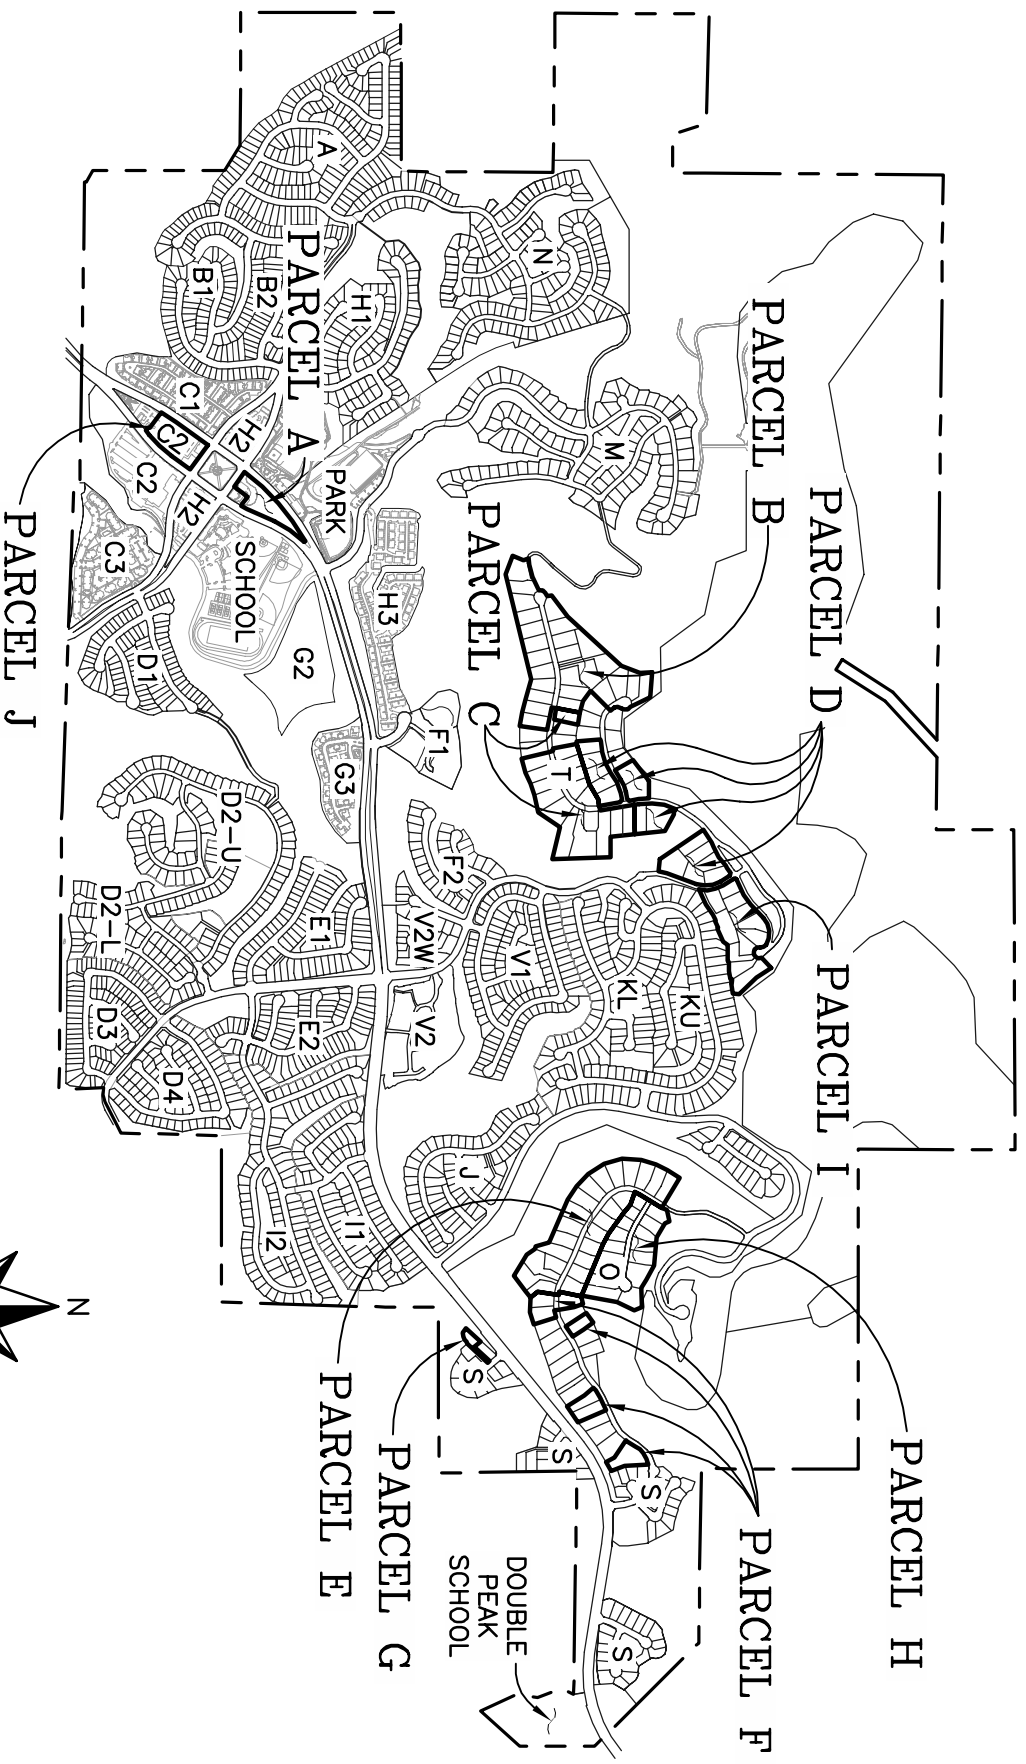 PARCEL A
PARCEL B
PARCEL C
PARCEL D
PARCEL E
PARCEL F
PARCEL G
PARCEL H
PARCEL I
PARCEL J
A
B1
B2
H1
N
M
C1
C2
C2
H2
H2
PARK
C3
SCHOOL
D1
G2
H3
G3
F1
T
D2-U
D2-L
D3
D4
E1
E2
F2
V2W
V2
V1
KL
KU
J
I1
I2
O
S
S
S
S
DOUBLE
PEAK
SCHOOL
N